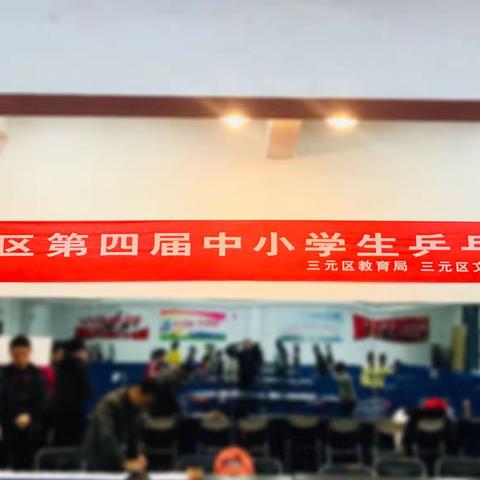 区第四届中小学生乒乓
三元区教育局 三元区文